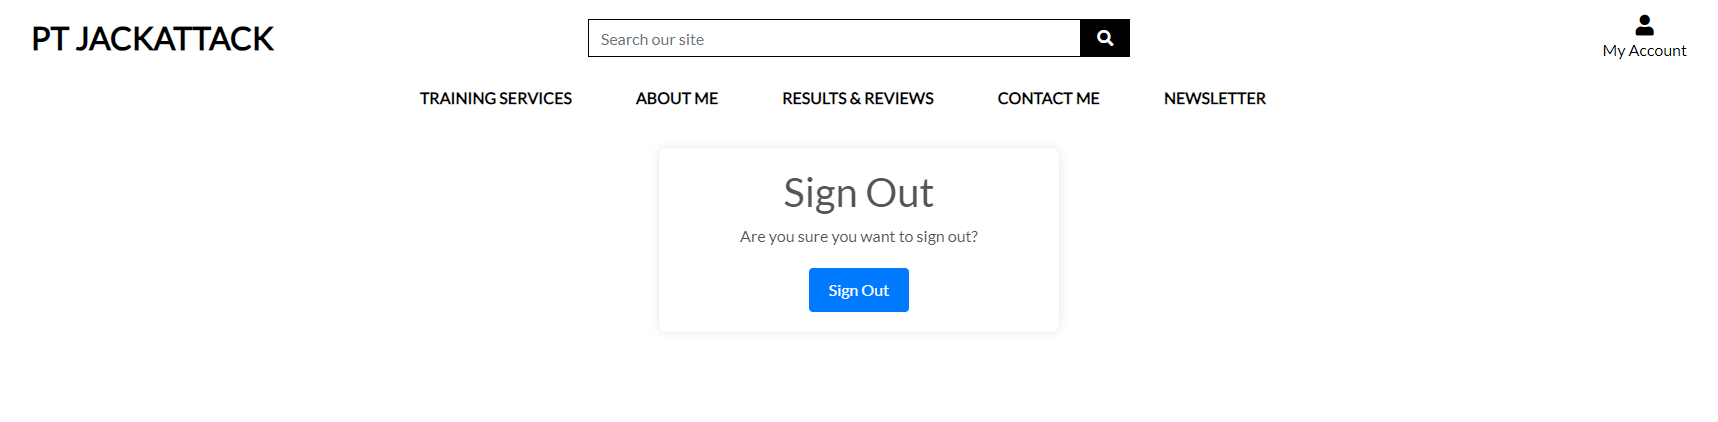 PT JACKATTACK
Search our site
My Account
TRAINING SERVICES ABOUT ME RESULTS & REVIEWS CONTACT ME NEWSLETTER
Sign Out
Are you sure you want to sign out?
Sign Out